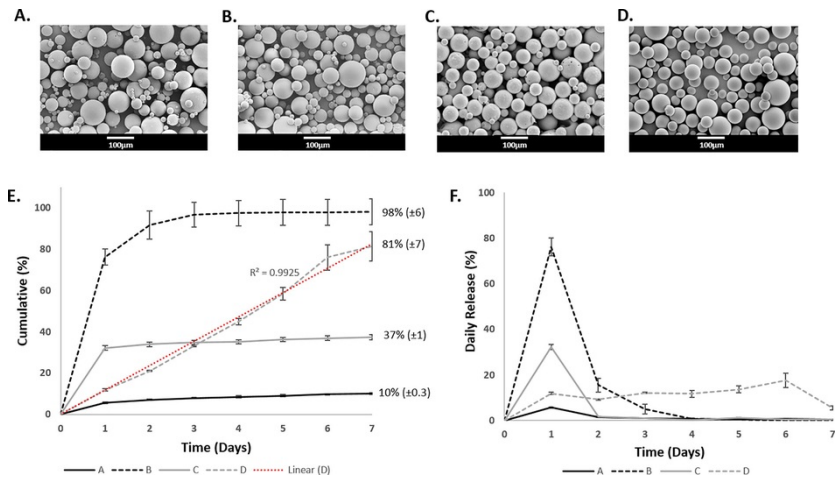 A.
B.
C.
D.
100µm
100µm
100µm
100µm
E.
Cumulative (%)
100
80
60
40
20
0
R² = 0.9925
98% (±6)
81% (±7)
37% (±1)
10% (±0.3)
0 1 2 3 4 5 6 7
Time (Days)
A B C D Linear (D)
F.
Daily Release (%)
100
80
60
40
20
0
0 1 2 3 4 5 6 7
Time (Days)
A B C D